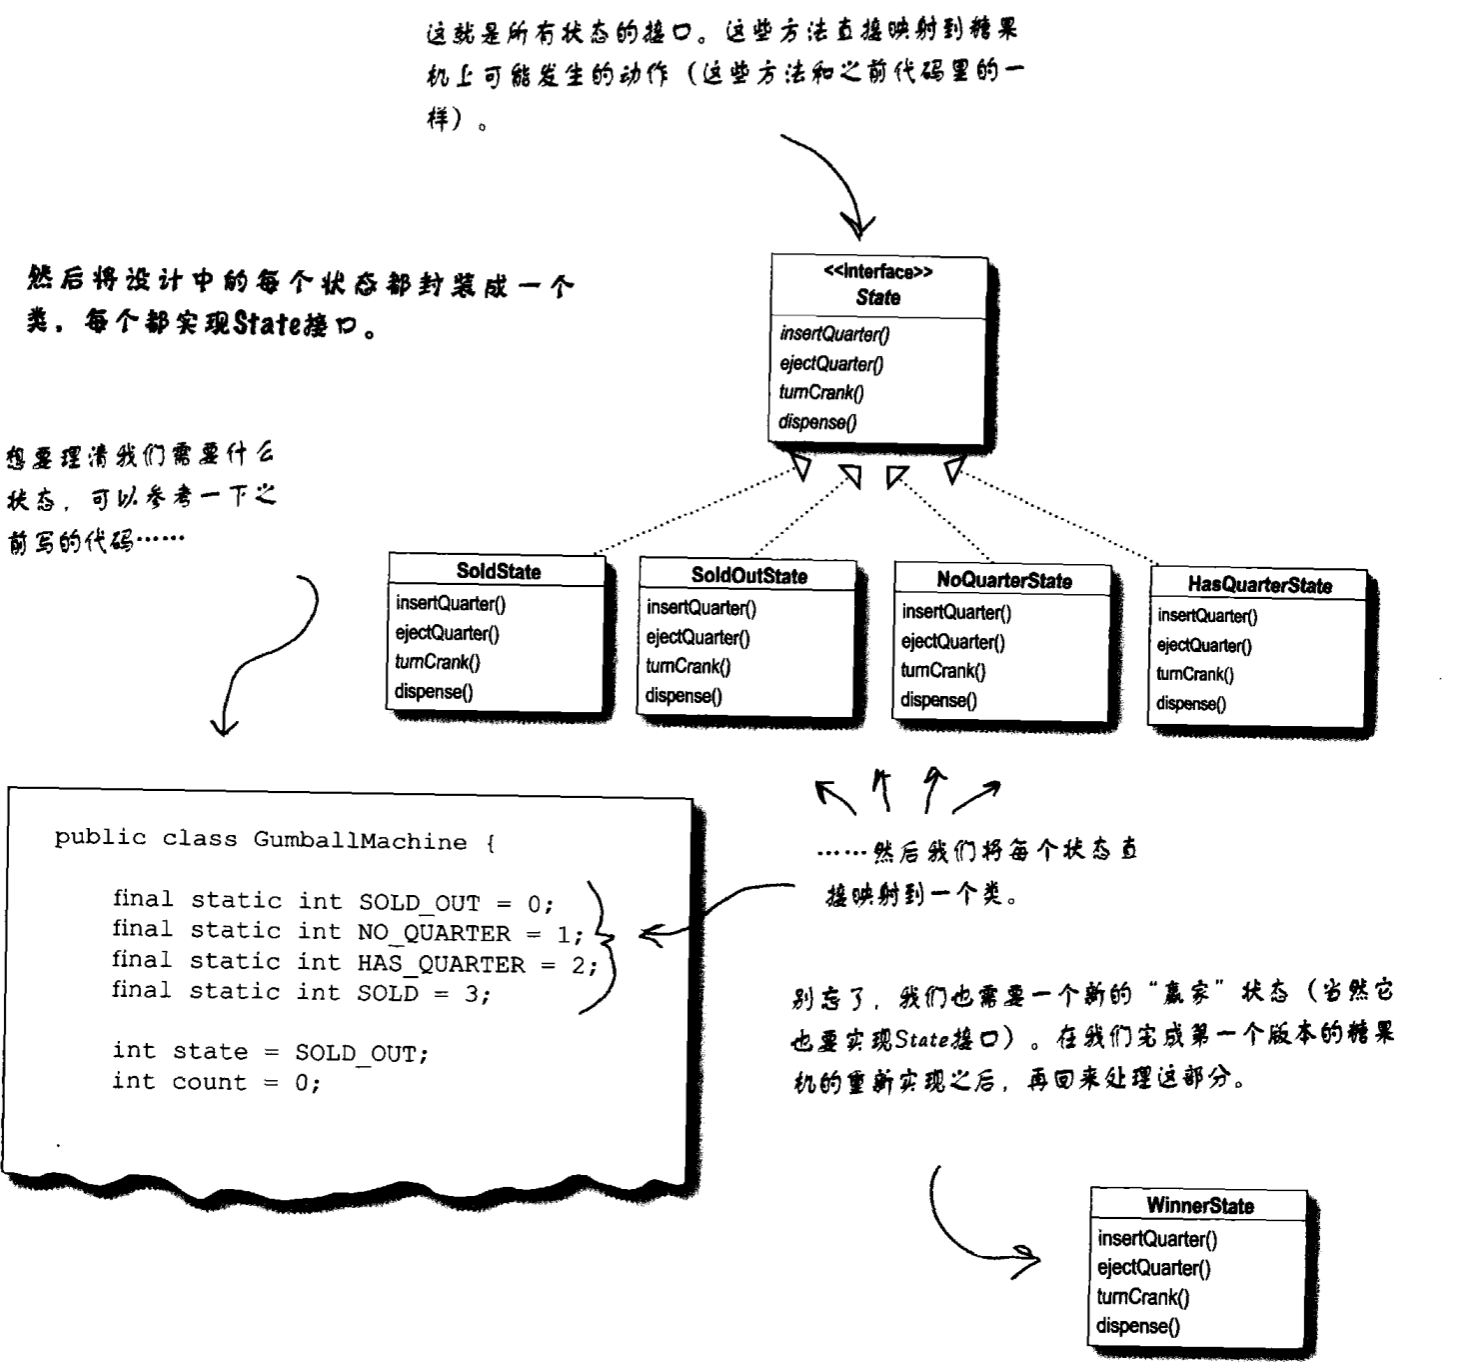 这就是所有状态的接口。这些方法直接映射到糖果
机上可能发生的动作（这些方法和之前代码里的一
样）。
然后将设计中的每个状态都封装成一个
类，每个都实现State接口。
<<Interface>>
State
insertQuarter()
ejectQuarter()
turnCrank()
dispense()
想要理清我们需要什么
状态，可以参考一下之
前写的代码……
SoldState
insertQuarter()
ejectQuarter()
turnCrank()
dispense()
SoldOutState
insertQuarter()
ejectQuarter()
turnCrank()
dispense()
NoQuarterState
insertQuarter()
ejectQuarter()
turnCrank()
dispense()
HasQuarterState
insertQuarter()
ejectQuarter()
turnCrank()
dispense()
public class GumballMachine {
final static int SOLD_OUT = 0;
final static int NO_QUARTER = 1;
final static int HAS_QUARTER = 2;
final static int SOLD = 3;
int state = SOLD_OUT;
int count = 0;
……然后我们将每个状态直
接映射到一个类。
别忘了，我们也需要一个新的“赢家”状态（当然它
也要实现State接口）。在我们完成第一个版本的糖果
机的重新实现之后，再回来处理这部分。
WinnerState
insertQuarter()
ejectQuarter()
turnCrank()
dispense()